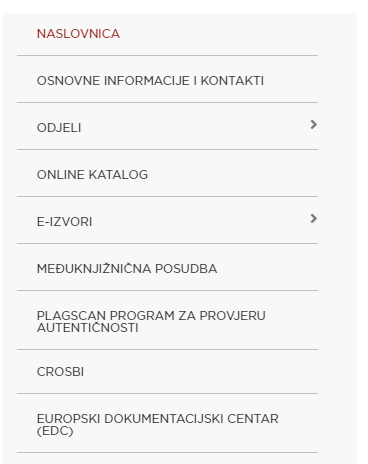 NASLOVNICA
OSNOVNE INFORMACIJE I KONTAKTI
ODJELI
ONLINE KATALOG
E-IZVORI
MEĐUKNJIŽNIČNA POSUDBA
PLAGSCAN PROGRAM ZA PROVJERU
AUTENTIČNOSTI
CROSBI
EUROPSKI DOKUMENTACIJSKI CENTAR
(EDC)